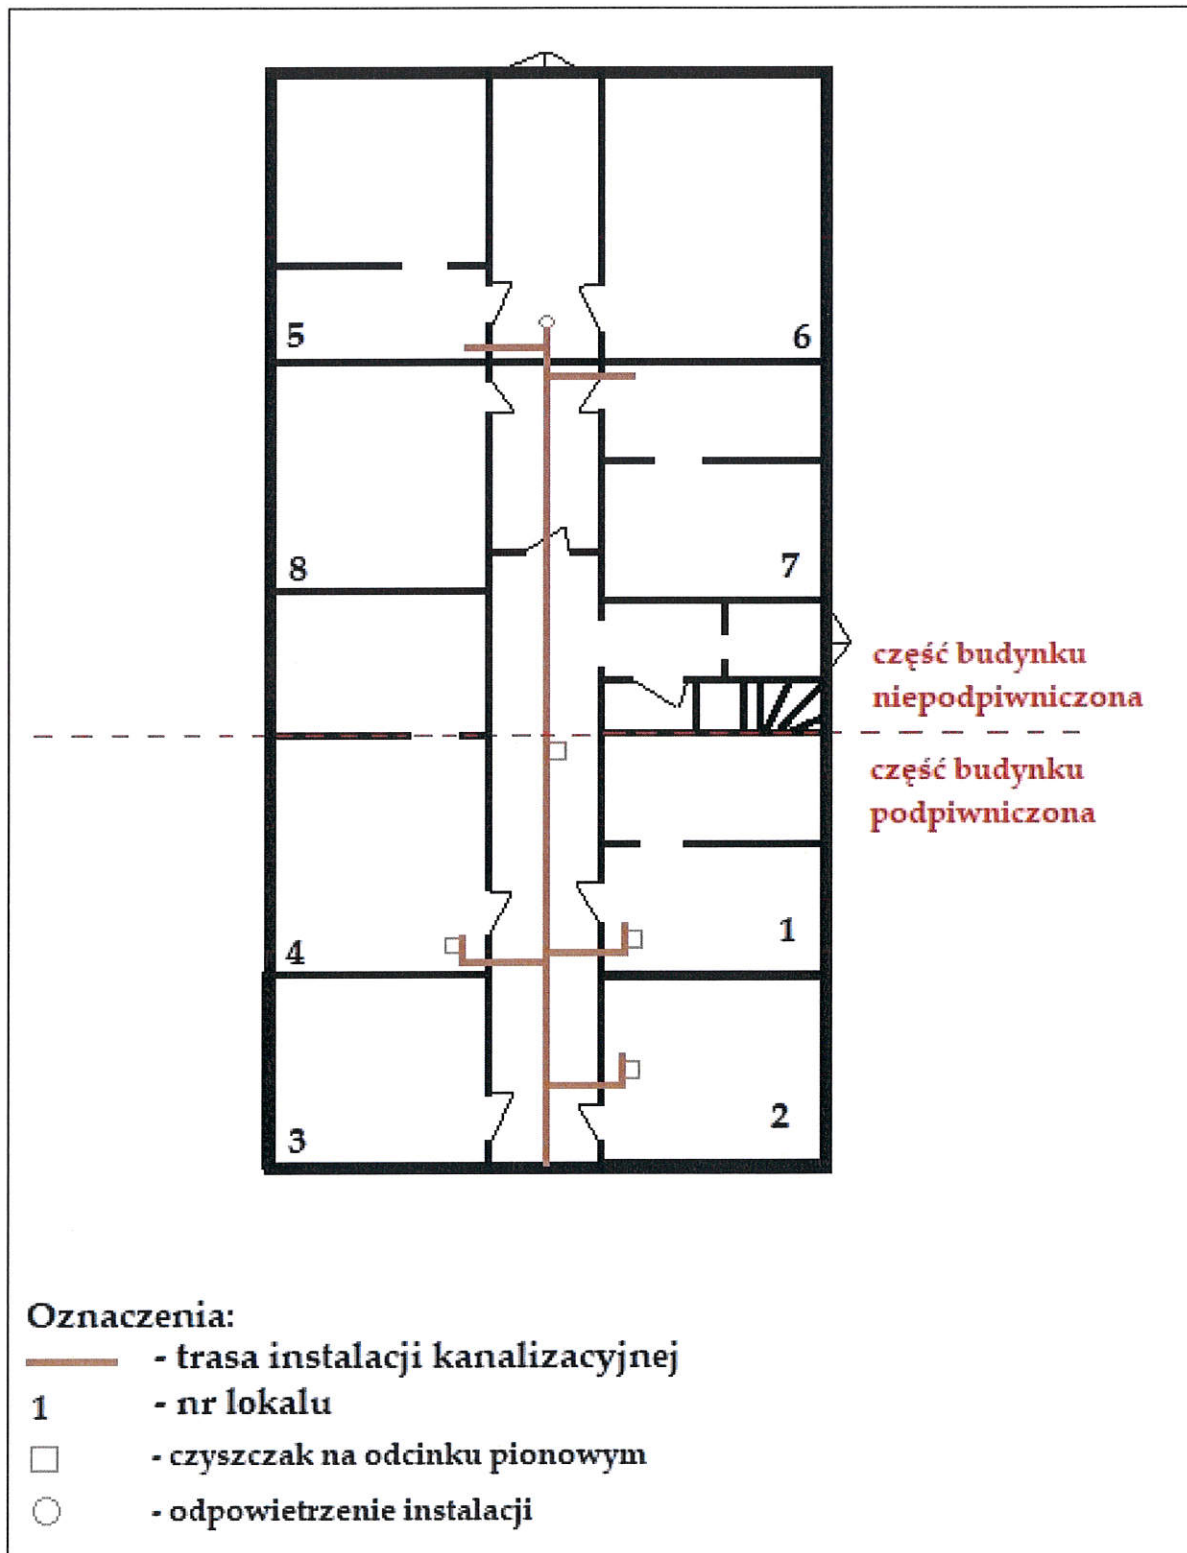 5
6
8
7
część budynku
niepodpiwniczona
część budynku
podpiwniczona
4
1
3
2
Oznaczenia:
- trasa instalacji kanalizacyjnej
1 - nr lokalu
- czyszczak na odcinku pionowym
- odpowietrzenie instalacji